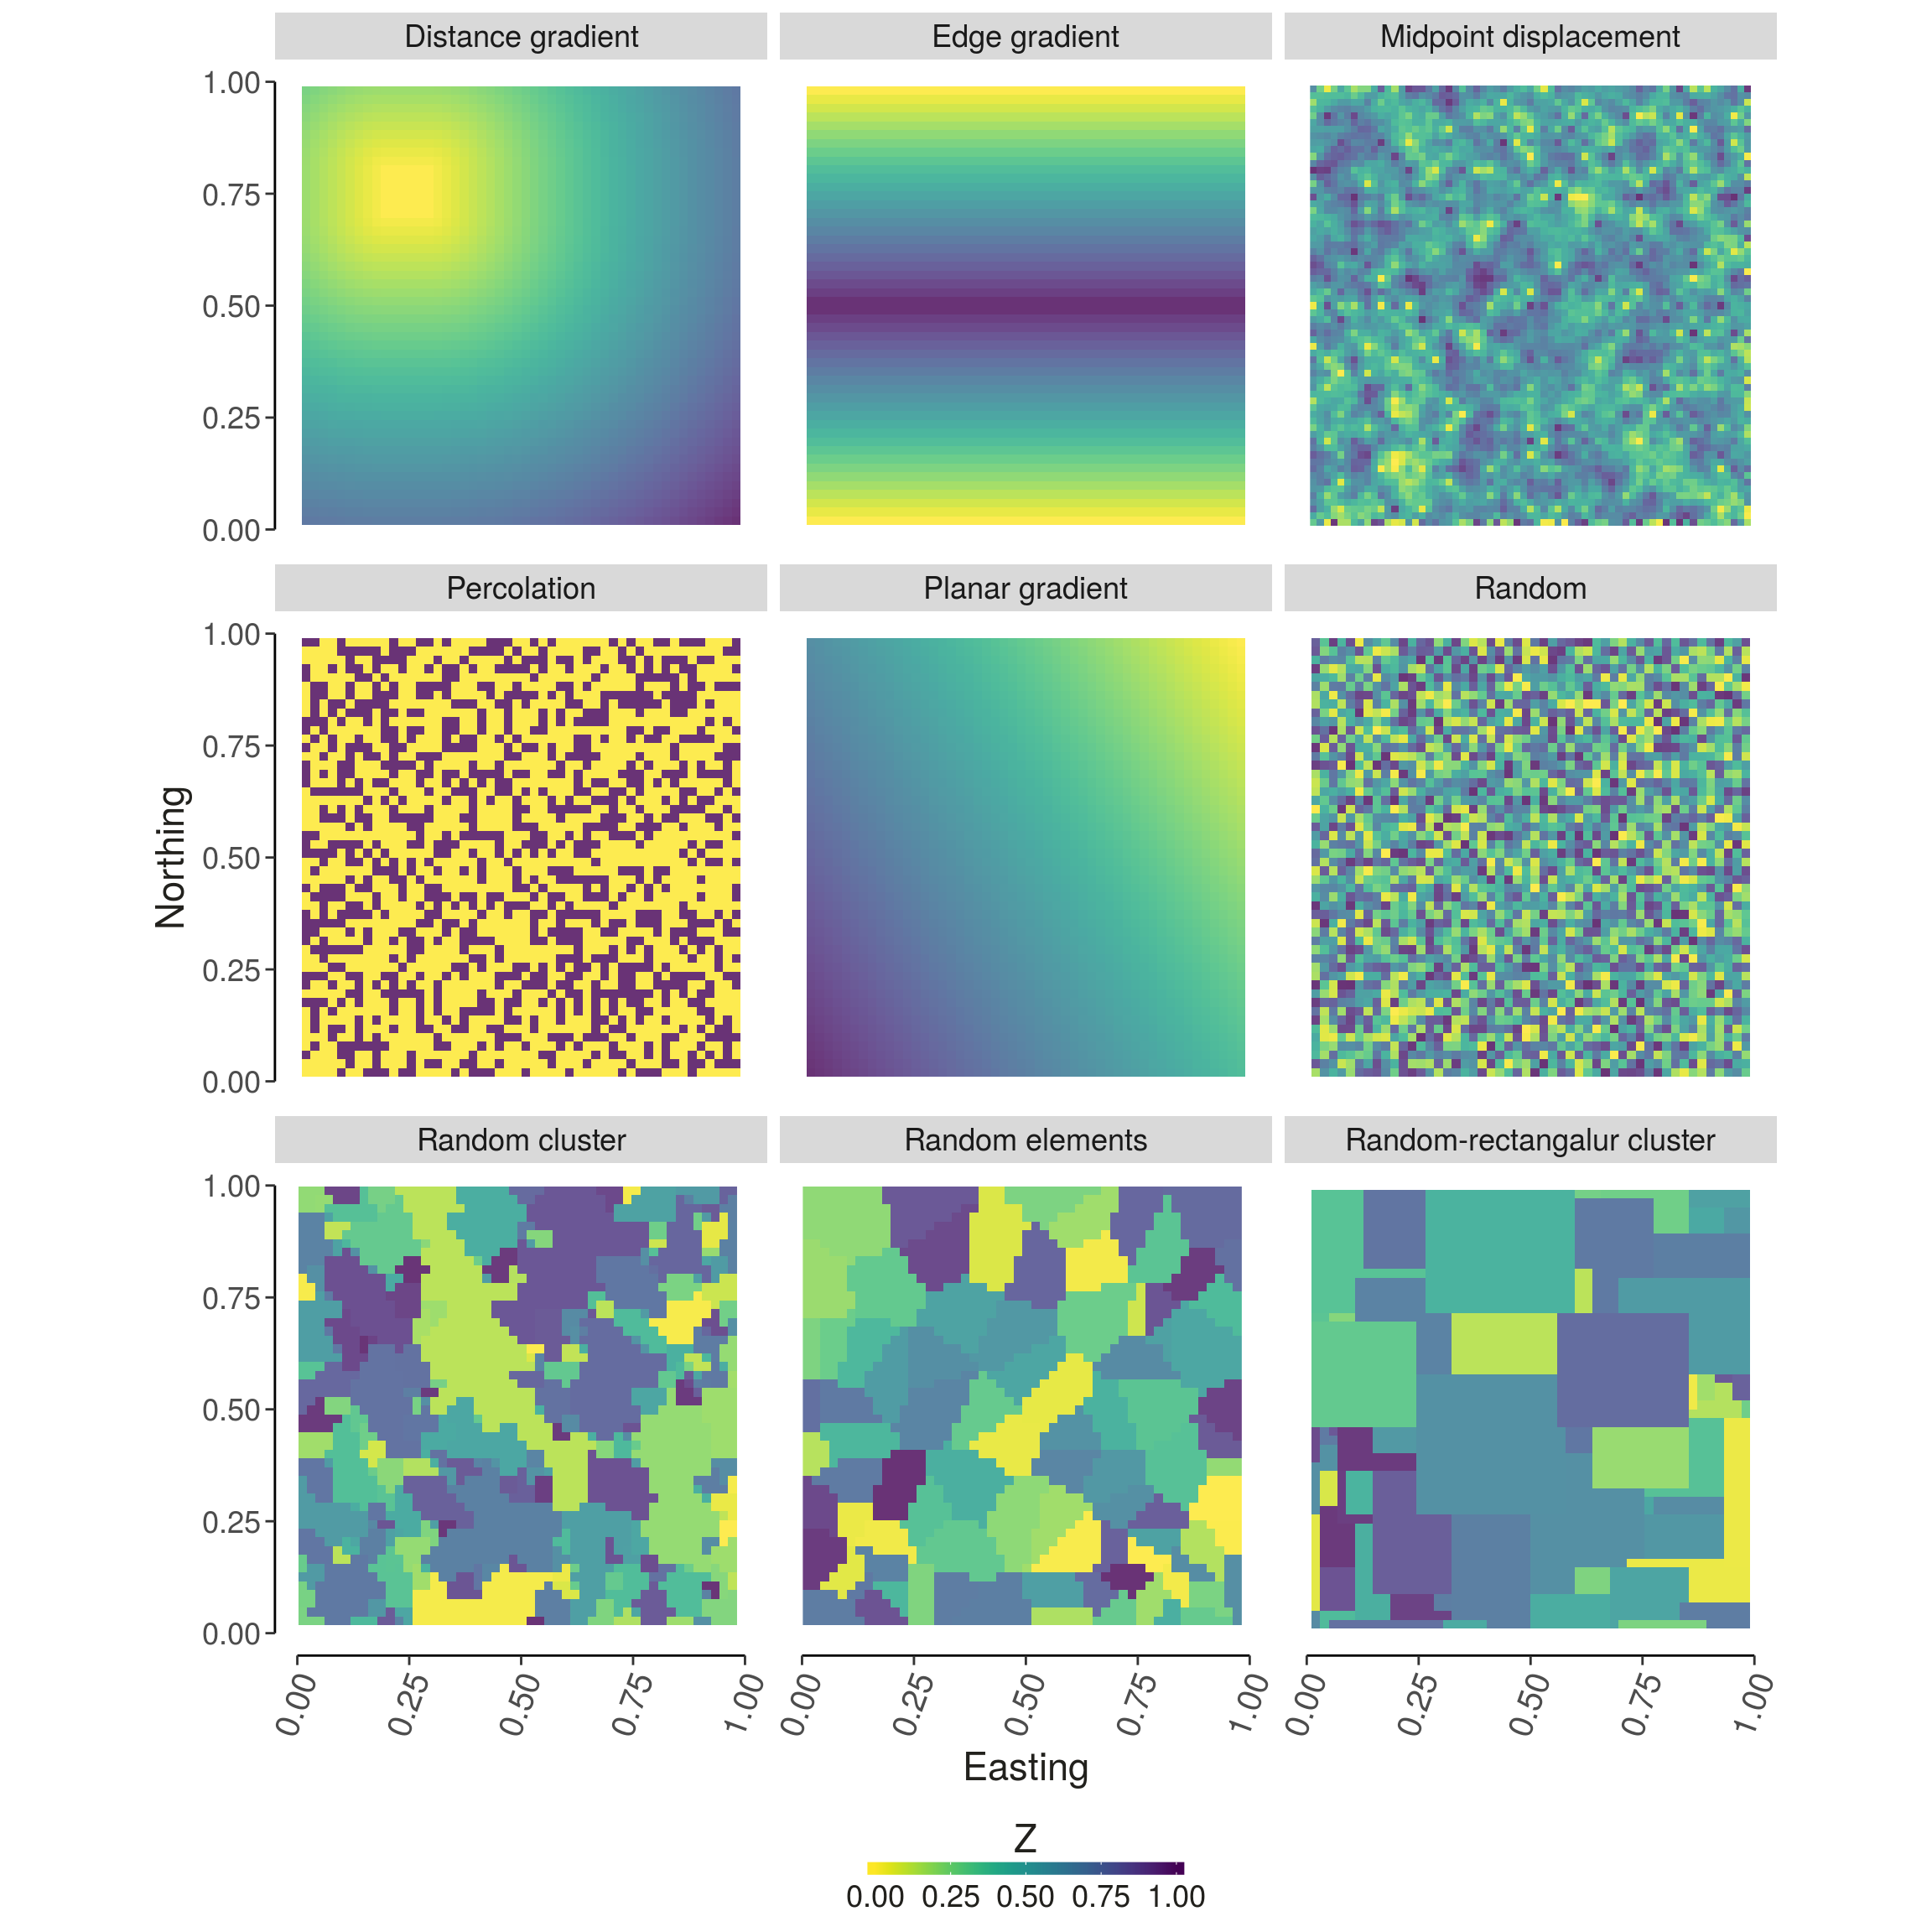 Distance gradient
Edge gradient
Midpoint displacement
1.00
0.75
0.50
0.25
0.00
Percolation
Planar gradient
Random
1.00
0.75
0.50
0.25
0.00
Northing
Random cluster
Random elements
Random-rectangalur cluster
1.00
0.75
0.50
0.25
0.00
0.00 0.25 0.50 0.75 1.00
0.00 0.25 0.50 0.75 1.00
0.00 0.25 0.50 0.75 1.00
Easting
Z
0.00 0.25 0.50 0.75 1.00